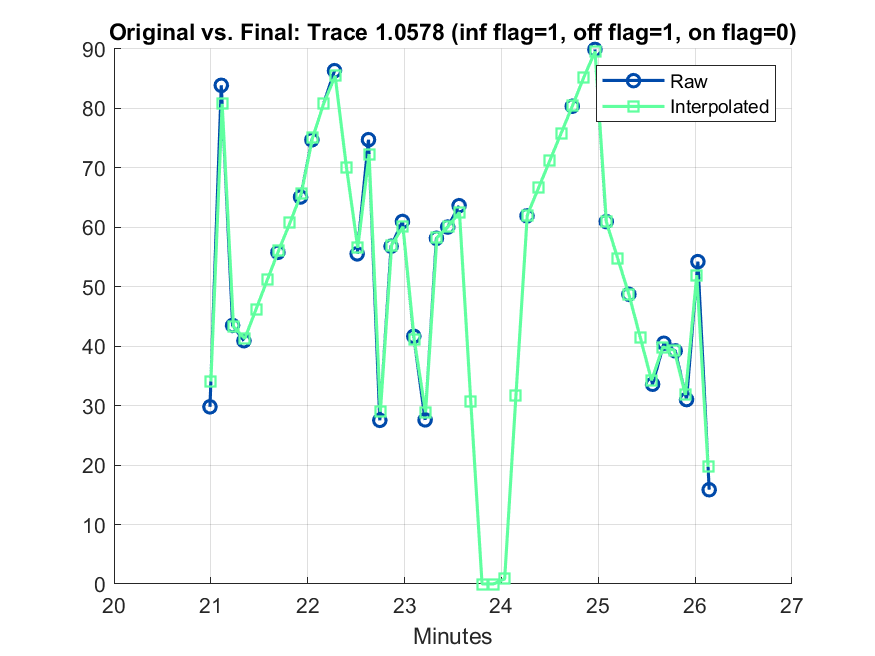 Original vs. Final: Trace 1.0578 (inf flag=1, off flag=1, on flag=0)
90
80
70
60
50
40
30
20
10
0
Raw
Interpolated
20 21 22 23 24 25 26 27
Minutes